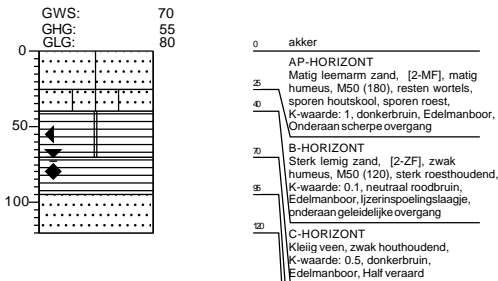 GWS: 70
GHG: 55
GLG: 80
0
50
100
0 akker
25
40
70
95
120
AP-HORIZONT
Matig leemarm zand, [2-MF], matig
humeus, M50 (180), resten wortels,
sporen houtskool, sporen roest,
K-waarde: 1, donkerbruin, Edelmanboor,
Onderaan scherpe overgang
B-HORIZONT
Sterk lemig zand, [2-ZF], zwak
humeus, M50 (120), sterk roesthoudend,
K-waarde: 0.1, neutraal roodbruin,
Edelmanboor, Ijzerinspoelingslaagje,
onderaan geleidelijke overgang
C-HORIZONT
Kleiig veen, zwak houthoudend,
K-waarde: 0.5, donkerbruin,
Edelmanboor, Half veraard